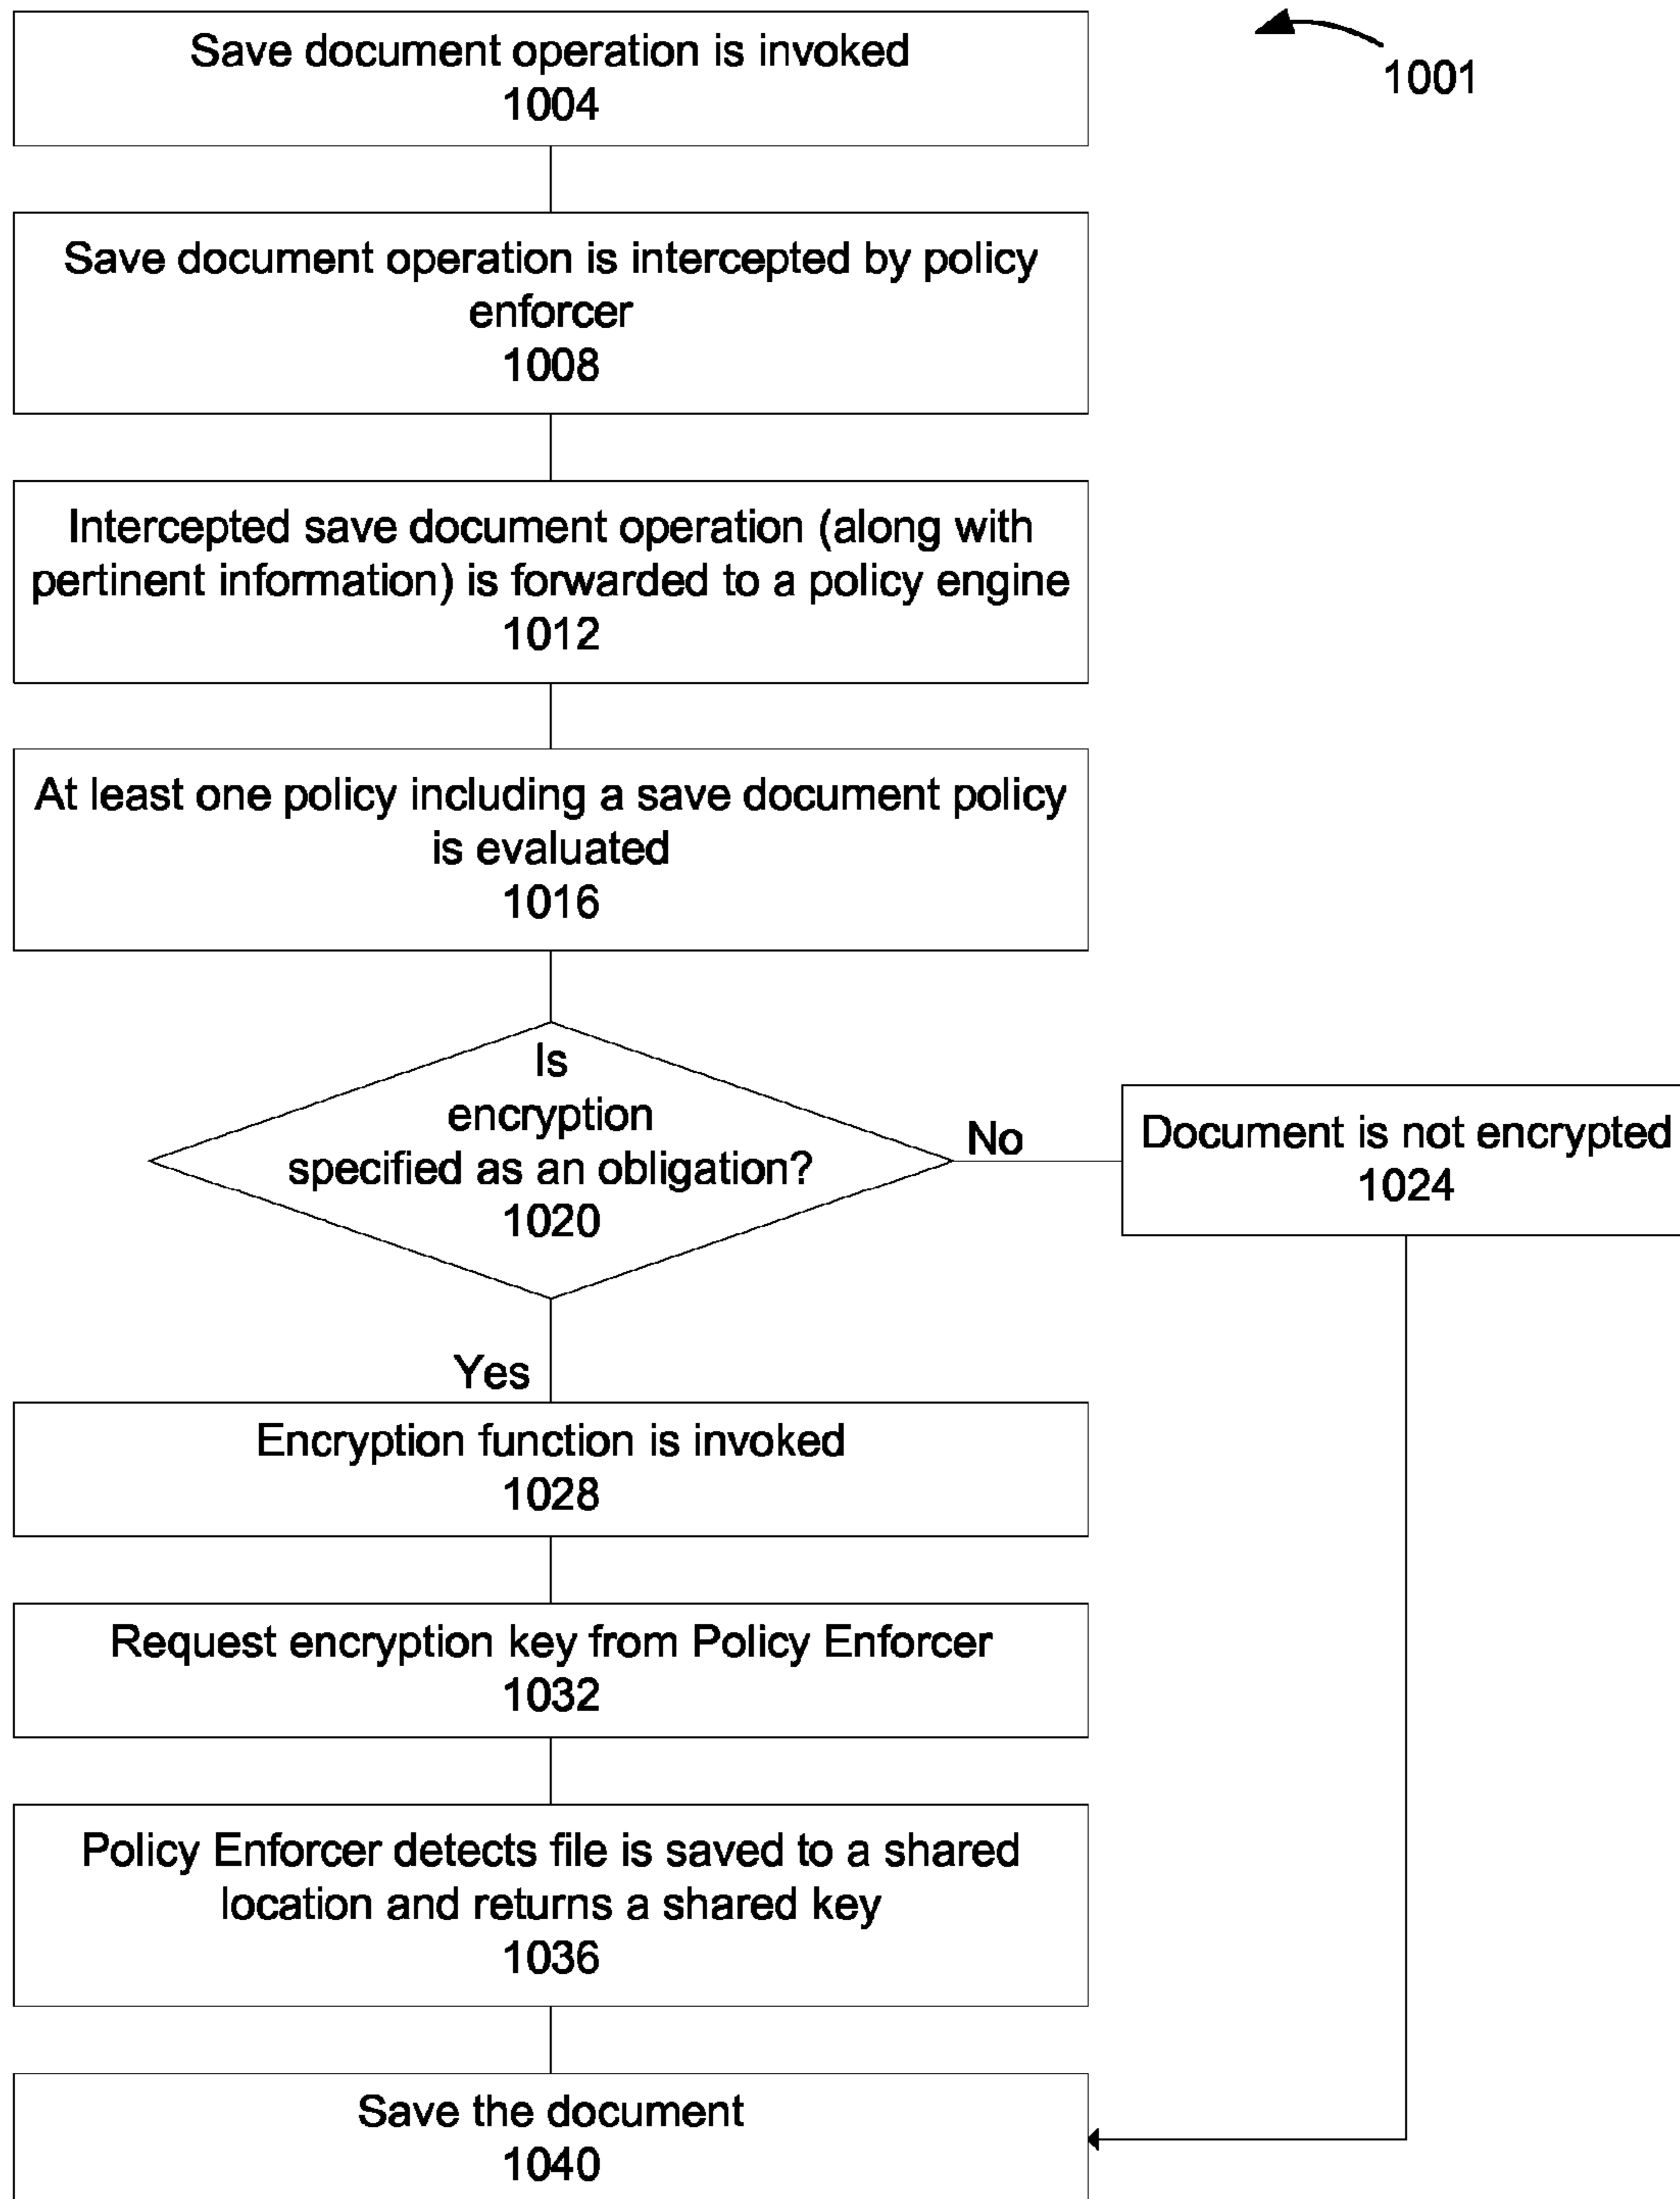 Save document operation is invoked
1004
1001
Save document operation is intercepted by policy
enforcer
1008
Intercepted save document operation (along with
pertinent information) is forwarded to a policy engine
1012
At least one policy including a save document policy
is evaluated
1016
Is
encryption
specified as an obligation?
1020
No
Document is not encrypted
1024
Yes
Encryption function is invoked
1028
Request encryption key from Policy Enforcer
1032
Policy Enforcer detects file is saved to a shared
location and returns a shared key
1036
Save the document
1040